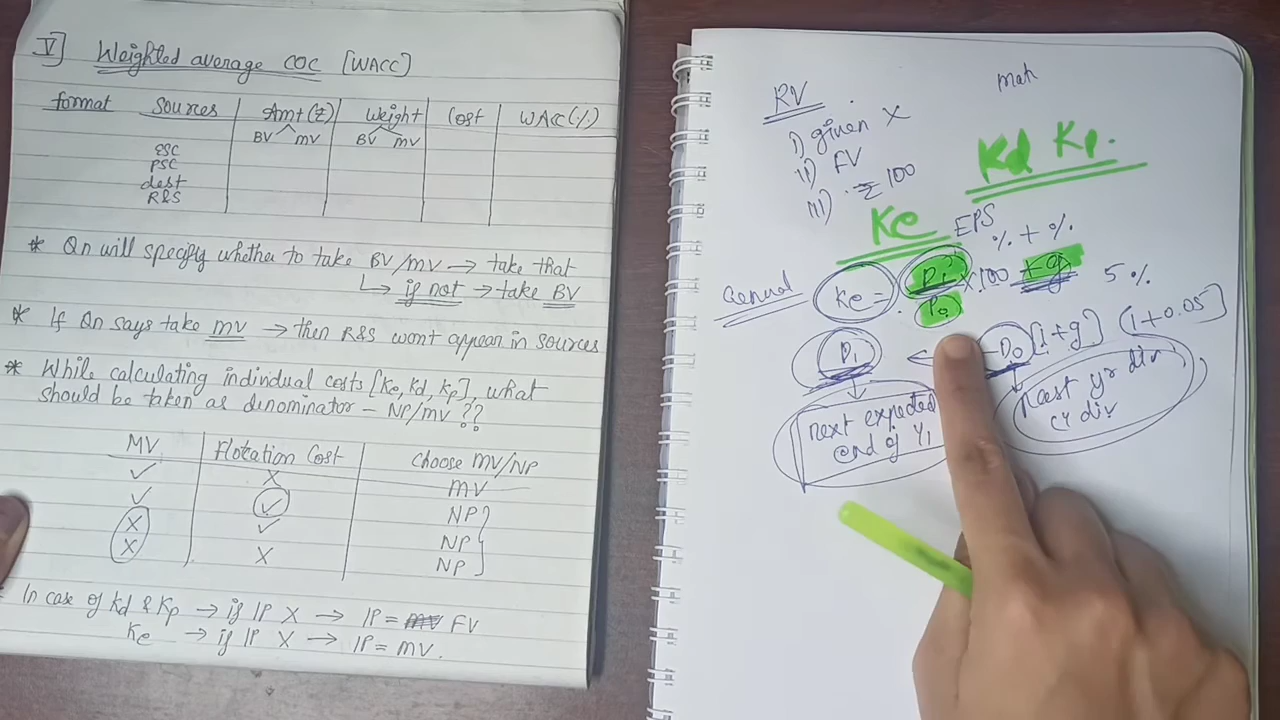 V] Weighted average COC [WACC]
format Sources Amt (₹) Weight Cost WACC (%)
BV MV BV MV
ESC
PSC
debt
R&S
* Qn will specify whether to take BV/MV → take that
↳ if not → take BV
* If Qn says take MV → then R&S wont appear in sources
* While calculating individual costs [Ke, Kd, Kp], what
should be taken as denominator - NP/MV ??
MV Flotation Cost Choose MV/NP
✓ X MV
✓ ✓ NP
X ✓ NP
X X NP
In case of Kd & Kp → if IP X → IP = FV
Ke → if IP X → IP = MV.
RV
i) given X
ii) FV
iii) ₹100
Kd Kp.
Ke EPS
% + %
Ke = D1/P0 x 100 + g 5%
D1 ← D0 [1+g] [1+0.05]
next expected
end of Y1
last yr div
cy div